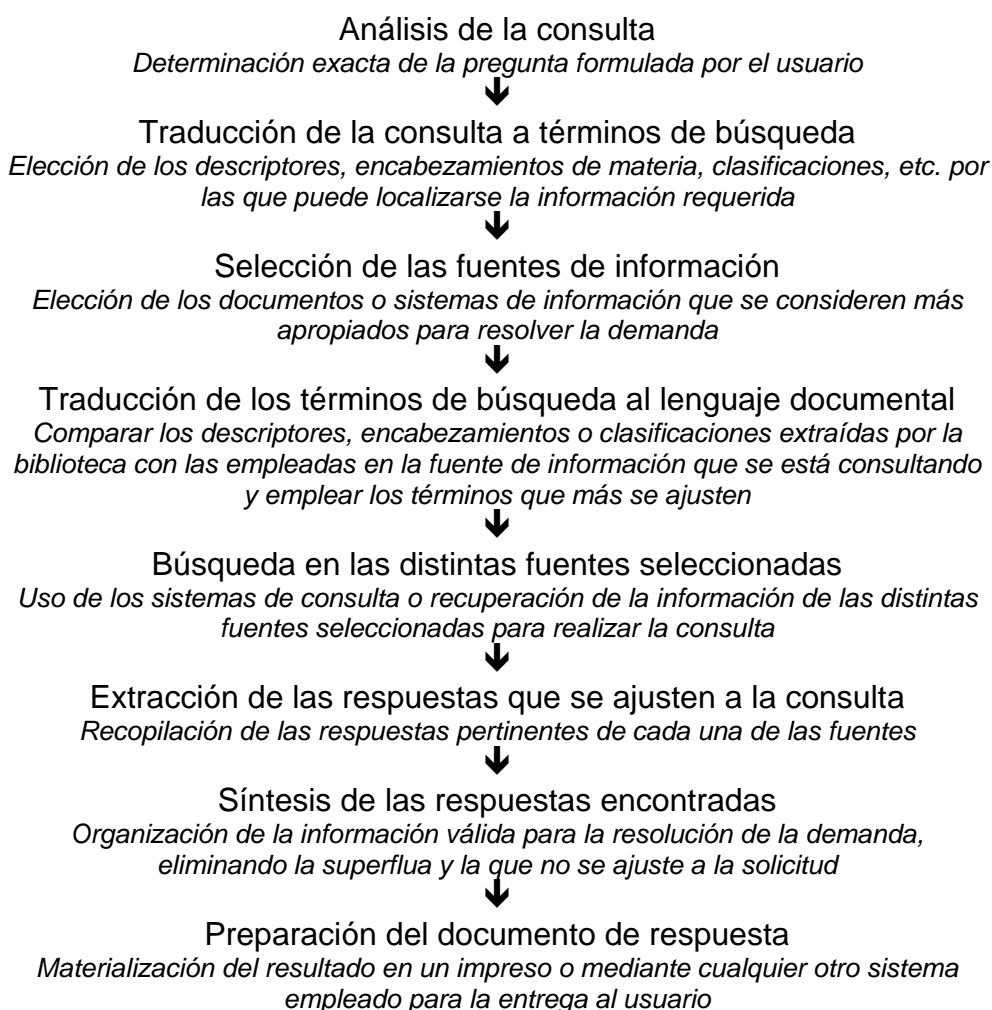 Análisis de la consulta
Determinación exacta de la pregunta formulada por el usuario
Traducción de la consulta a términos de búsqueda
Elección de los descriptores, encabezamientos de materia, clasificaciones, etc. por
las que puede localizarse la información requerida
Selección de las fuentes de información
Elección de los documentos o sistemas de información que se consideren más
apropiados para resolver la demanda
Traducción de los términos de búsqueda al lenguaje documental
Comparar los descriptores, encabezamientos o clasificaciones extraídas por la
biblioteca con las empleadas en la fuente de información que se está consultando
y emplear los términos que más se ajusten
Búsqueda en las distintas fuentes seleccionadas
Uso de los sistemas de consulta o recuperación de la información de las distintas
fuentes seleccionadas para realizar la consulta
Extracción de las respuestas que se ajusten a la consulta
Recopilación de las respuestas pertinentes de cada una de las fuentes
Síntesis de las respuestas encontradas
Organización de la información válida para la resolución de la demanda,
eliminando la superflua y la que no se ajuste a la solicitud
Preparación del documento de respuesta
Materialización del resultado en un impreso o mediante cualquier otro sistema
empleado para la entrega al usuario